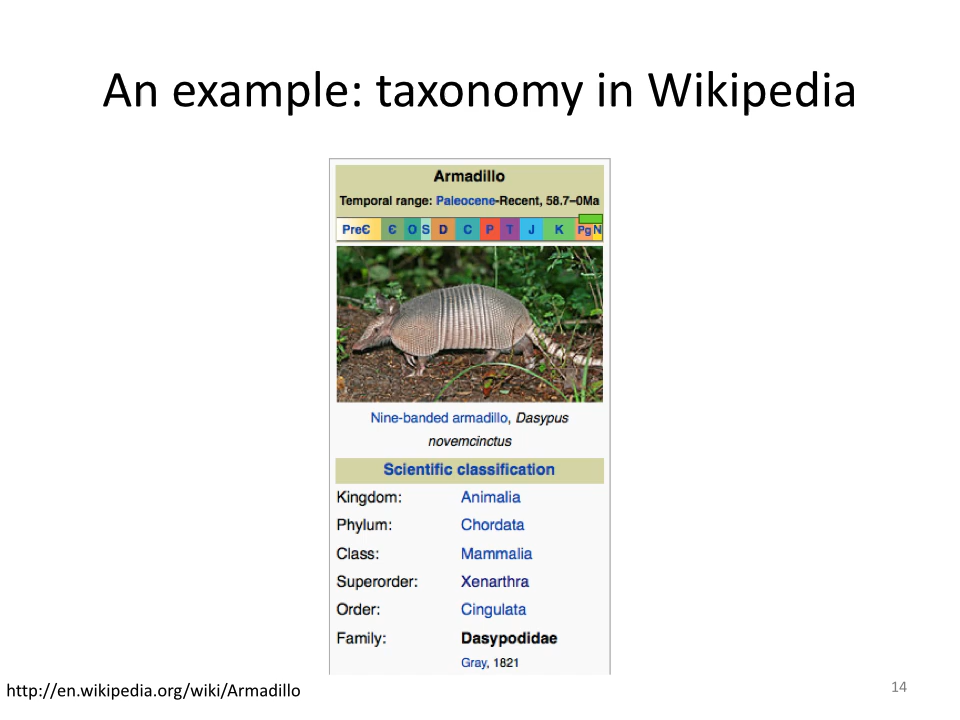 An example: taxonomy in Wikipedia
Armadillo
Temporal range: Paleocene-Recent, 58.7–0Ma
PreЄ Є O S D C P T J K Pg N
Nine-banded armadillo, Dasypus
novemcinctus
Scientific classification
Kingdom: Animalia
Phylum: Chordata
Class: Mammalia
Superorder: Xenarthra
Order: Cingulata
Family: Dasypodidae
Gray, 1821
http://en.wikipedia.org/wiki/Armadillo
14